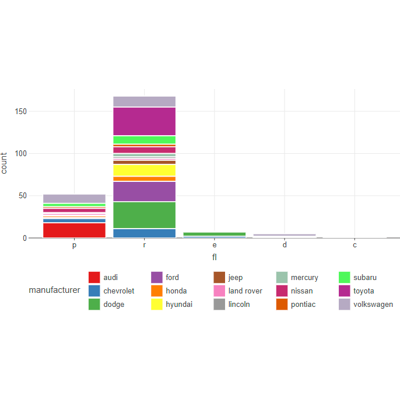 150
100
50
0
count
p r e d c
fl
manufacturer
audi ford jeep mercury subaru
chevrolet honda land rover nissan toyota
dodge hyundai lincoln pontiac volkswagen